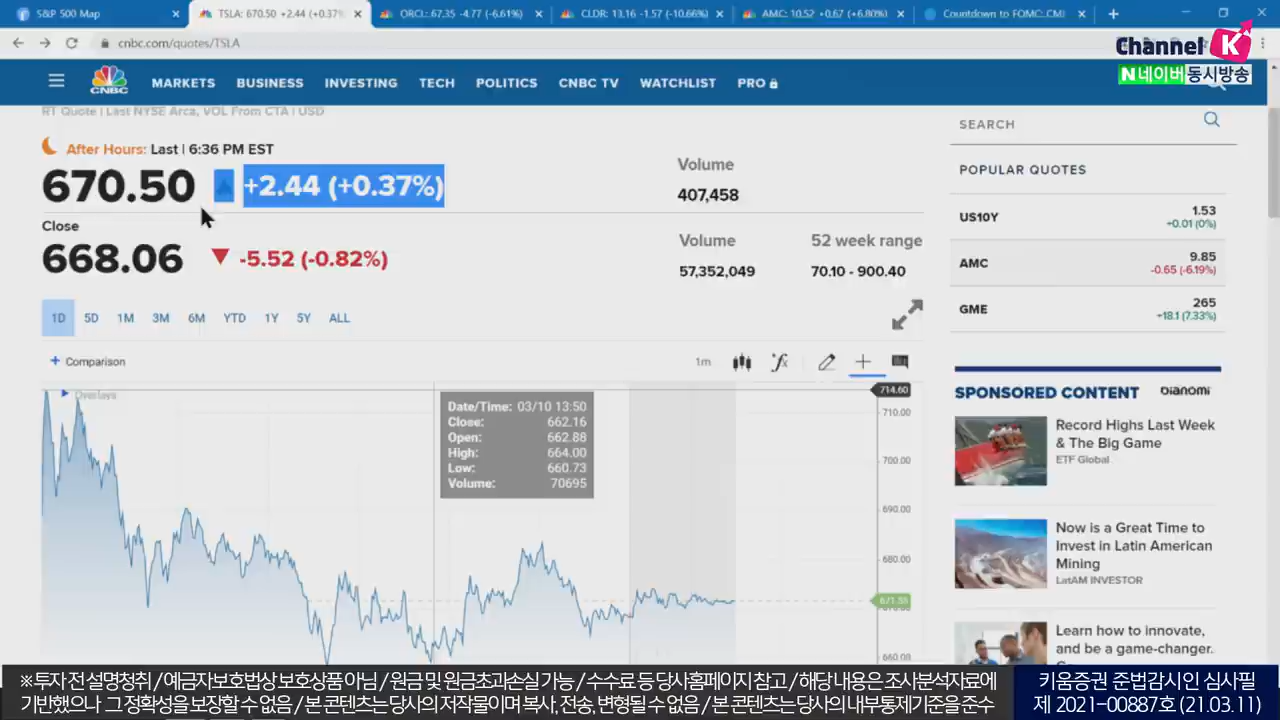 S&P 500 Map
TSLA: 670.50 +2.44 (+0.37%
ORCL: 67.35 -4.77 (-6.61%)
CLDR: 13.16 -1.57 (-10.66%)
AMC: 10.52 +0.67 (+6.80%)
Countdown to FOMC: CM
cnbc.com/quotes/TSLA
Channel K
N네이버동시방송
CNBC
MARKETS BUSINESS INVESTING TECH POLITICS CNBC TV WATCHLIST PRO
RT Quote | Last NYSE Arca, VOL From CTA | USD
After Hours: Last | 6:36 PM EST
670.50 +2.44 (+0.37%)
Volume
407,458
Close
668.06 -5.52 (-0.82%)
Volume
57,352,049
52 week range
70.10 - 900.40
1D 5D 1M 3M 6M YTD 1Y 5Y ALL
+ Comparison
1m
Overlays
Date/Time: 03/10 13:50
Close: 662.16
Open: 662.88
High: 664.00
Low: 660.73
Volume: 70695
714.60
710.00
700.00
690.00
680.00
671.55
660.00
SEARCH
POPULAR QUOTES
US10Y 1.53
+0.01 (0%)
AMC 9.85
-0.65 (-6.19%)
GME 265
+18.1 (7.33%)
SPONSORED CONTENT
Dianomi
Record Highs Last Week
& The Big Game
ETF Global
Now is a Great Time to
Invest in Latin American
Mining
LatAM INVESTOR
Learn how to innovate,
and be a game-changer.
※ 투자 전 설명청취 / 예금자보호법상 보호상품 아님 / 원금 및 원금초과손실 가능 / 수수료 등 당사홈페이지 참고 / 해당 내용은 조사분석자료에
기반했으나 그 정확성을 보장할 수 없음 / 본 콘텐츠는 당사의 저작물이며 복사, 전송, 변형될 수 없음 / 본 콘텐츠는 당사의 내부통제기준을 준수
키움증권 준법감시인 심사필
제 2021-00887호 (21.03.11)